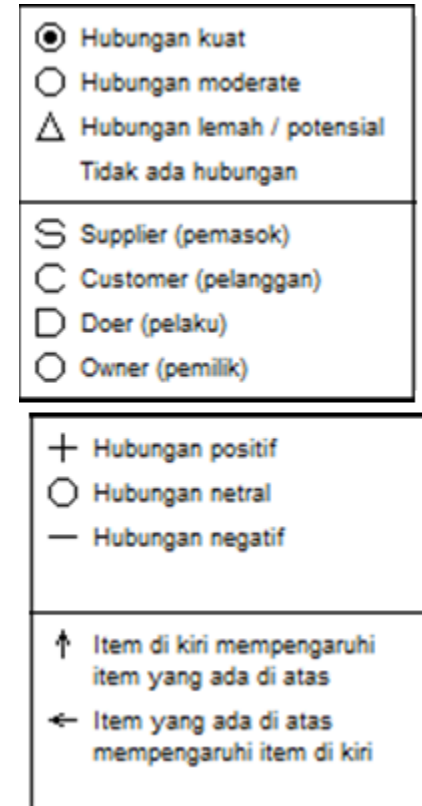 Hubungan kuat
Hubungan moderate
Hubungan lemah / potensial
Tidak ada hubungan
S Supplier (pemasok)
C Customer (pelanggan)
D Doer (pelaku)
O Owner (pemilik)
+ Hubungan positif
Hubungan netral
– Hubungan negatif
↑ Item di kiri mempengaruhi
item yang ada di atas
← Item yang ada di atas
mempengaruhi item di kiri